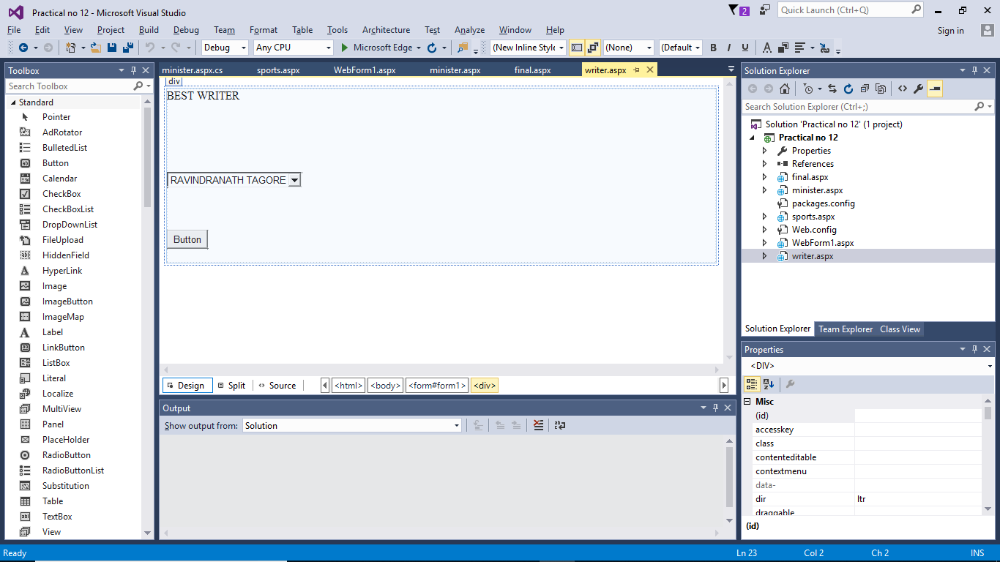 Practical no 12 - Microsoft Visual Studio
2
Quick Launch (Ctrl+Q)
File Edit View Project Build Debug Team Format Table Tools Architecture Test Analyze Window Help
Sign in
Debug Any CPU Microsoft Edge (New Inline Style (None) (Default B I U A
Toolbox
Search Toolbox
Standard
Pointer
AdRotator
BulletedList
Button
Calendar
CheckBox
CheckBoxList
DropDownList
FileUpload
HiddenField
HyperLink
Image
ImageButton
ImageMap
Label
LinkButton
ListBox
Literal
Localize
MultiView
Panel
PlaceHolder
RadioButton
RadioButtonList
Substitution
Table
TextBox
View
minister.aspx.cs sports.aspx WebForm1.aspx minister.aspx final.aspx writer.aspx
div
BEST WRITER
RAVINDRANATH TAGORE
Button
Design Split Source <html> <body> <form#form1> <div>
Output
Show output from: Solution
Solution Explorer
Search Solution Explorer (Ctrl+;)
Solution 'Practical no 12' (1 project)
Practical no 12
Properties
References
final.aspx
minister.aspx
packages.config
sports.aspx
Web.config
WebForm1.aspx
writer.aspx
Solution Explorer Team Explorer Class View
Properties
<DIV>
Misc
(id)
accesskey
class
contenteditable
contextmenu
data-
dir ltr
draggable
(id)
Ready Ln 23 Col 2 Ch 2 INS